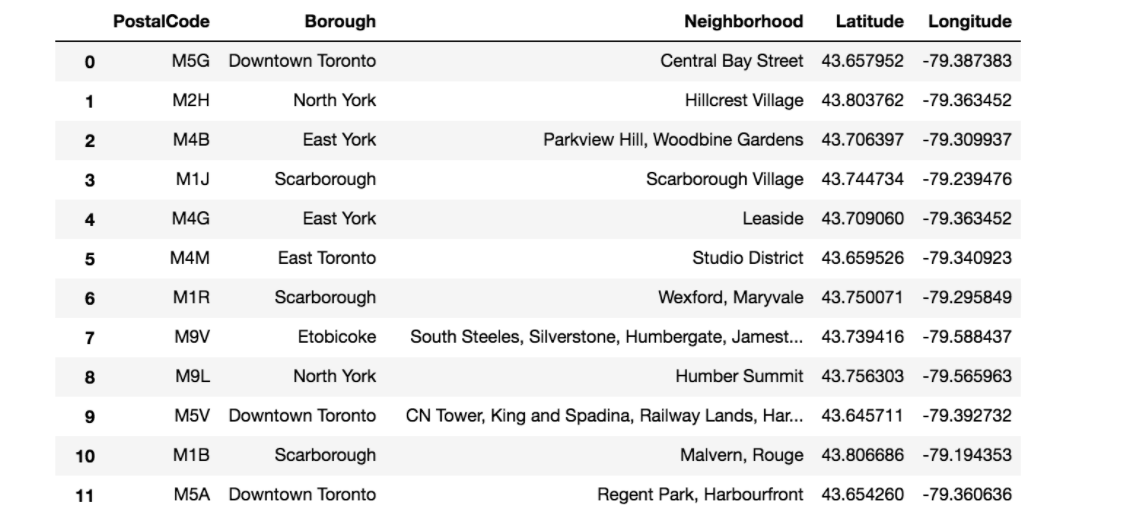 PostalCode Borough Neighborhood Latitude Longitude
0 M5G Downtown Toronto Central Bay Street 43.657952 -79.387383
1 M2H North York Hillcrest Village 43.803762 -79.363452
2 M4B East York Parkview Hill, Woodbine Gardens 43.706397 -79.309937
3 M1J Scarborough Scarborough Village 43.744734 -79.239476
4 M4G East York Leaside 43.709060 -79.363452
5 M4M East Toronto Studio District 43.659526 -79.340923
6 M1R Scarborough Wexford, Maryvale 43.750071 -79.295849
7 M9V Etobicoke South Steeles, Silverstone, Humbergate, Jamest... 43.739416 -79.588437
8 M9L North York Humber Summit 43.756303 -79.565963
9 M5V Downtown Toronto CN Tower, King and Spadina, Railway Lands, Har... 43.645711 -79.392732
10 M1B Scarborough Malvern, Rouge 43.806686 -79.194353
11 M5A Downtown Toronto Regent Park, Harbourfront 43.654260 -79.360636